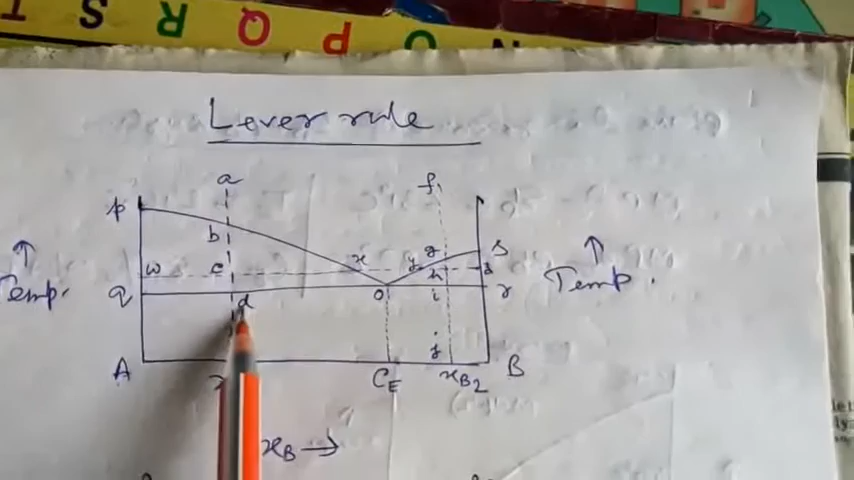 S R Q P O N
Lever rule
a f
p b x y g s
w c h z
q d o i r
Temp. Temp.
j
A C_E x_B2 B
x_B →